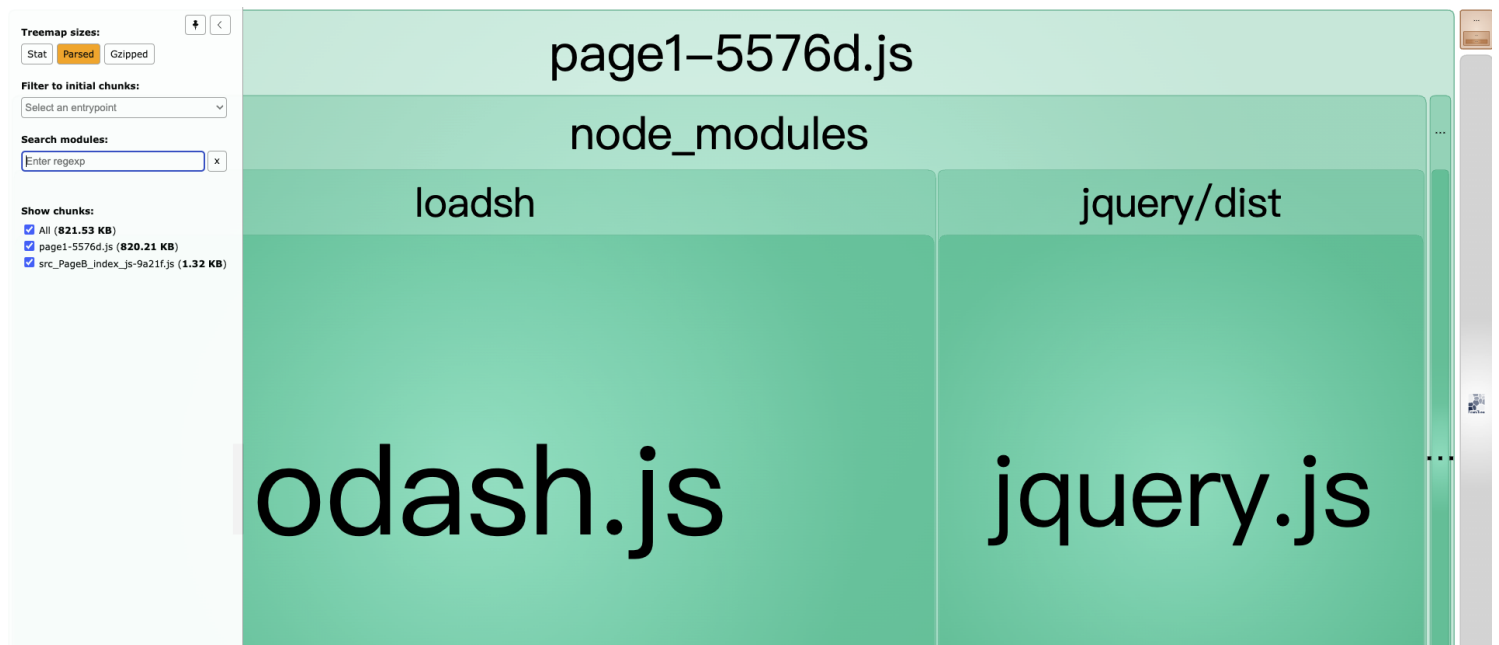 Treemap sizes:
Stat Parsed Gzipped
Filter to initial chunks:
Select an entrypoint
Search modules:
Enter regexp x
Show chunks:
All (821.53 KB)
page1-5576d.js (820.21 KB)
src_PageB_index_js-9a21f.js (1.32 KB)
page1-5576d.js
node_modules
...
loadsh
jquery/dist
odash.js
jquery.js
...
...